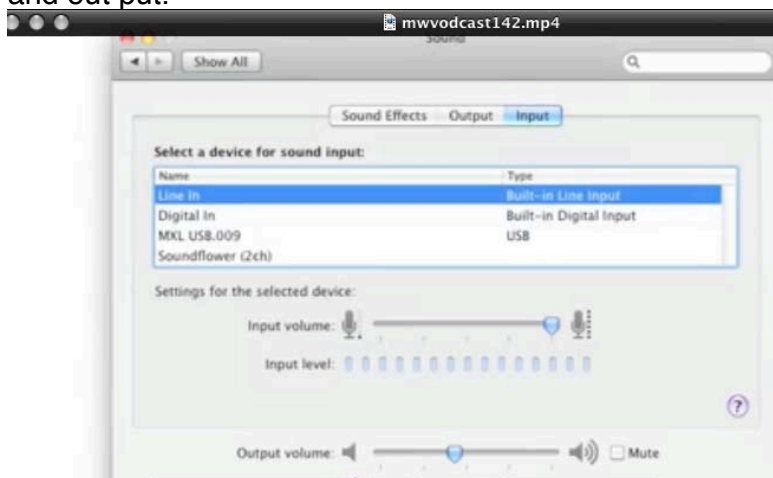 and out put.
mwvodcast142.mp4
Sound
Show All
Sound Effects Output Input
Select a device for sound input:
Name Type
Line In Built-in Line Input
Digital In Built-in Digital Input
MXL USB.009 USB
Soundflower (2ch)
Settings for the selected device:
Input volume:
Input level:
?
Output volume: Mute